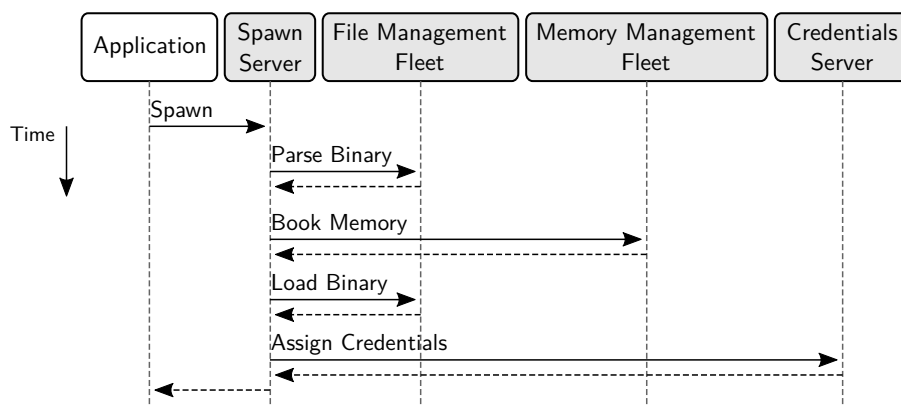 Application
Spawn
Server
File Management
Fleet
Memory Management
Fleet
Credentials
Server
Spawn
Time
Parse Binary
Book Memory
Load Binary
Assign Credentials